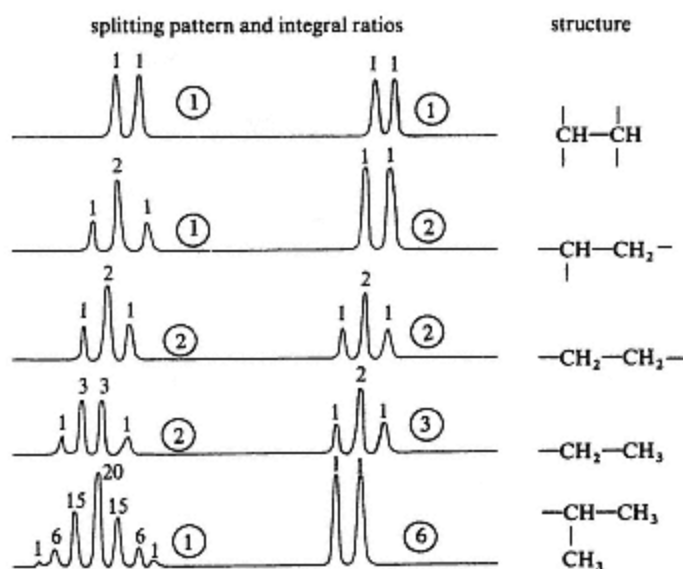 splitting pattern and integral ratios structure
1 1 1 1 1 1
CH—CH
1 2 1 1 1 1 2
—CH—CH₂—
1 2 1 2 1 2 1 2
—CH₂—CH₂—
1 3 3 1 2 1 2 1 3
—CH₂—CH₃
1 6 15 20 15 6 1 1 1 1 6
—CH—CH₃
CH₃